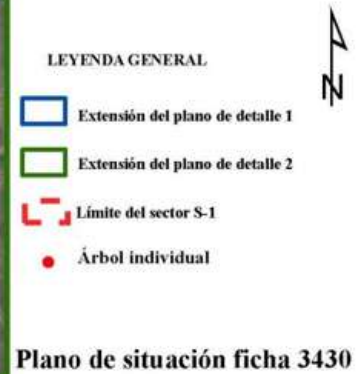 N
LEYENDA GENERAL
Extensión del plano de detalle 1
Extensión del plano de detalle 2
Límite del sector S-1
Árbol individual
Plano de situación ficha 3430